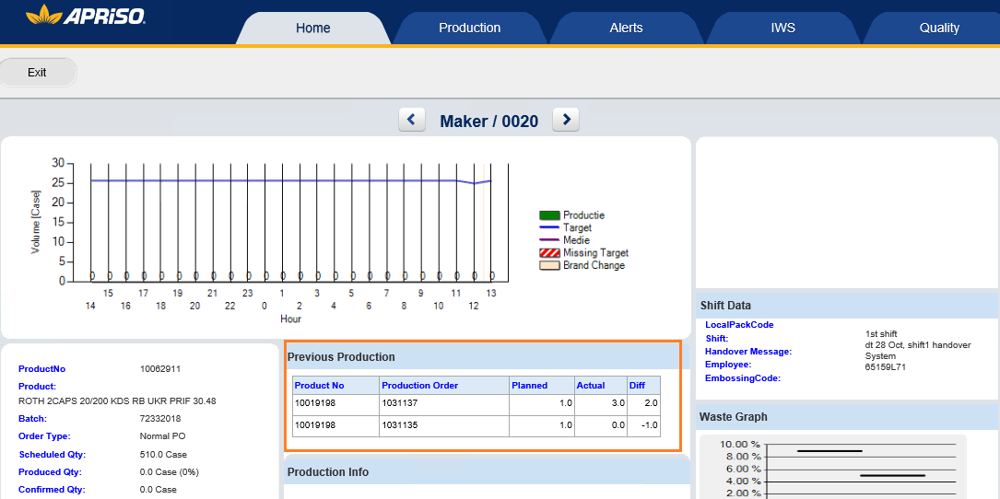 APRISO
Home Production Alerts IWS Quality
Exit
Maker / 0020
30
25
20
15
10
5
0
Volume [Case]
0 0 0 0 0 0 0 0 0 0 0 0 0 0 0 0 0 0 0 0 0 0 0 0
15 17 19 21 23 1 3 5 7 9 11 13
14 16 18 20 22 0 2 4 6 8 10 12
Hour
Productie
Target
Medie
Missing Target
Brand Change
ProductNo 10062911
Product:
ROTH 2CAPS 20/200 KDS RB UKR PRIF 30.48
Batch: 72332018
Order Type: Normal PO
Scheduled Qty: 510.0 Case
Produced Qty: 0.0 Case (0%)
Confirmed Qty: 0.0 Case
Previous Production
Product No Production Order Planned Actual Diff
10019198 1031137 1.0 3.0 2.0
10019198 1031135 1.0 0.0 -1.0
Production Info
Shift Data
LocalPackCode
Shift: 1st shift
Handover Message: dt 28 Oct, shift1 handover
Employee: System
EmbossingCode: 65159L71
Waste Graph
10.00 %
8.00 %
6.00 %
4.00 %
2.00 %